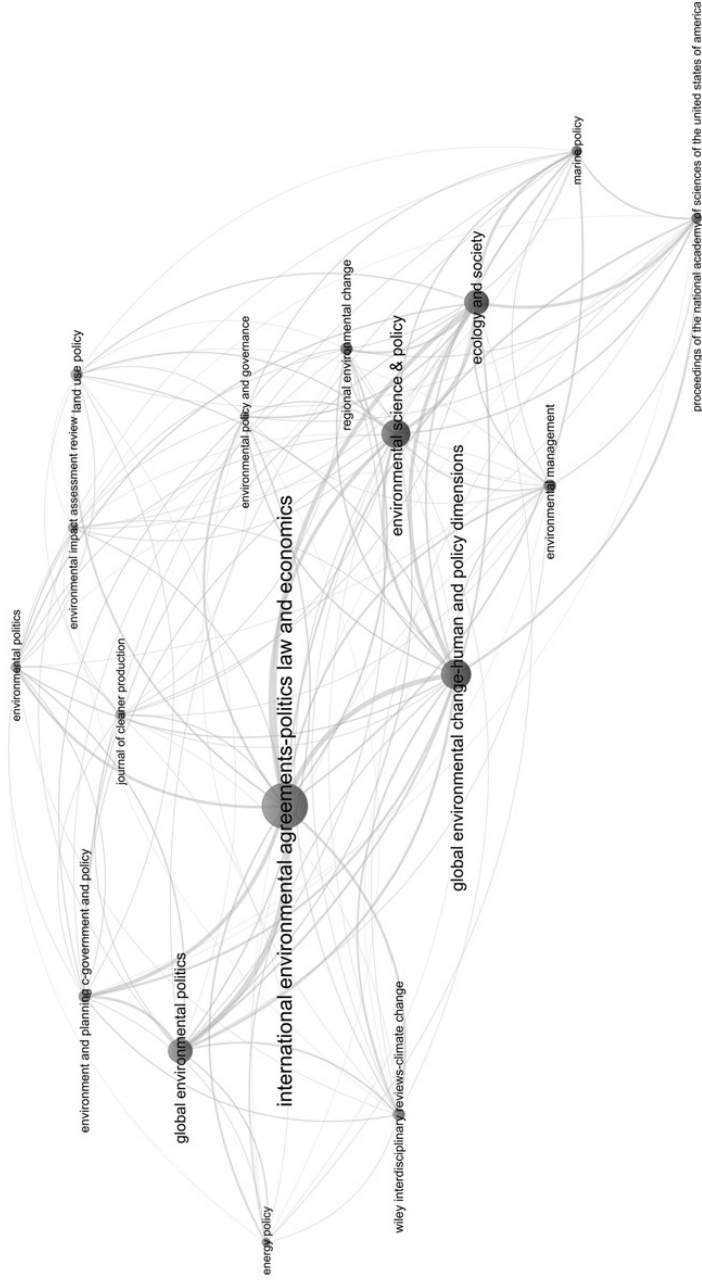 environmental politics
environmental impact assessment review
land use policy
environment and planning c-government and policy
journal of cleaner production
global environmental politics
environmental policy and governance
energy policy
international environmental agreements-politics law and economics
regional environmental change
wiley interdisciplinary reviews-climate change
environmental science & policy
global environmental change-human and policy dimensions
ecology and society
environmental management
marine policy
proceedings of the national academy of sciences of the united states of america